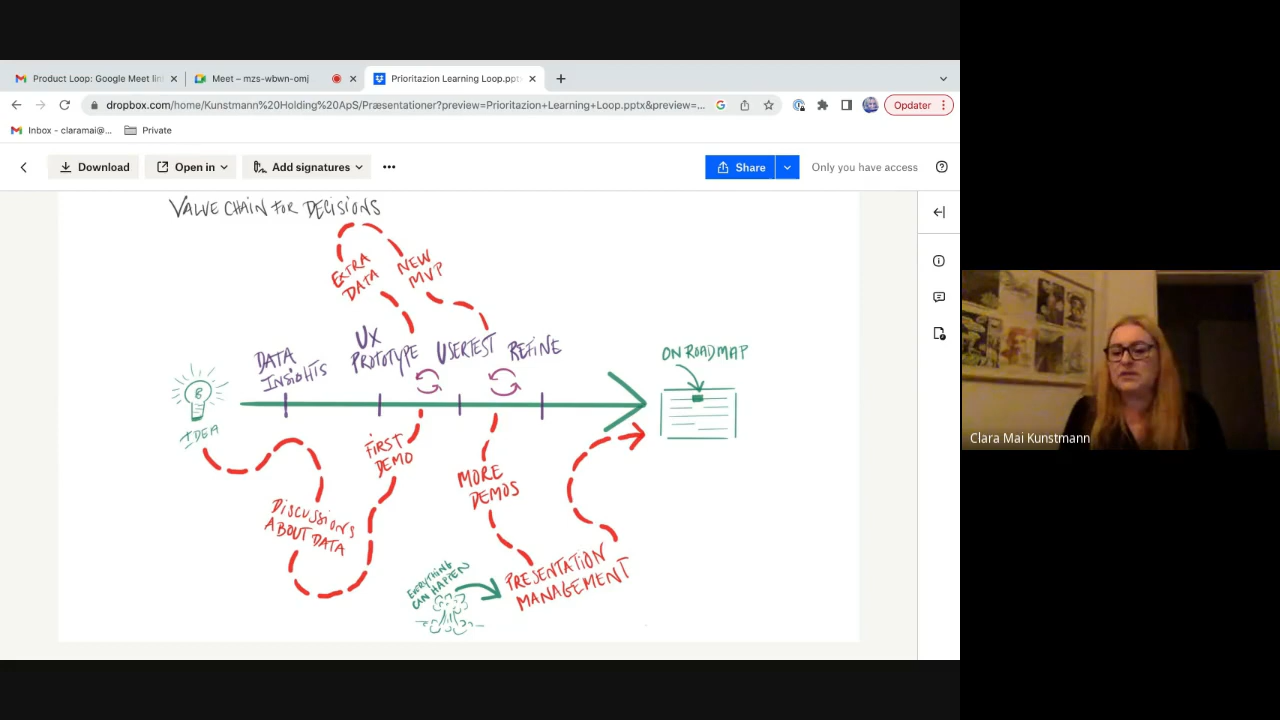 Product Loop: Google Meet lin
Meet – mzs-wbwn-omj
Prioritazion Learning Loop.pptx
dropbox.com/home/Kunstmann%20Holding%20ApS/Præsentationer?preview=Prioritazion+Learning+Loop.pptx&preview=...
Opdater
Inbox - claramai@...
Private
Download
Open in
Add signatures
Share
Only you have access
VALUE CHAIN FOR DECISIONS
EXTRA
DATA
NEW
MVP
DATA
INSIGHTS
UX
PROTOTYPE
USERTEST
REFINE
ON ROADMAP
IDEA
FIRST
DEMO
DISCUSSIONS
ABOUT DATA
MORE
DEMOS
EVERYTHING
CAN HAPPEN
PRESENTATION
MANAGEMENT
Clara Mai Kunstmann